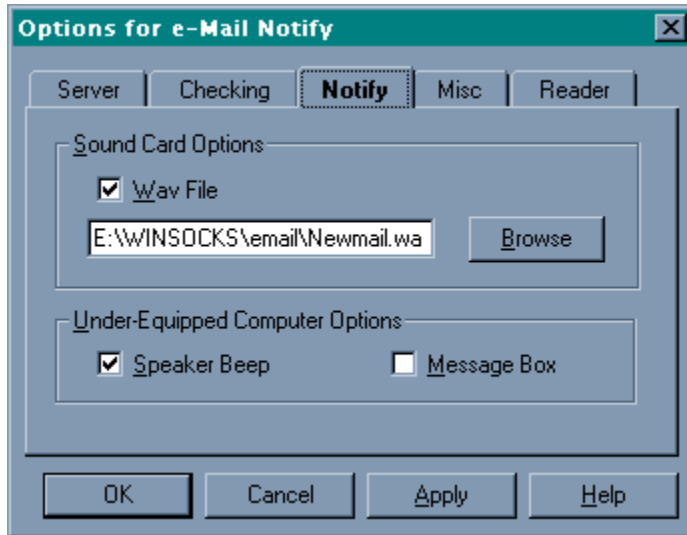 Options for e-Mail Notify
Server Checking Notify Misc Reader
Sound Card Options
Wav File
E:\WINSOCKS\email\Newmail.wa Browse
Under-Equipped Computer Options
Speaker Beep Message Box
OK Cancel Apply Help